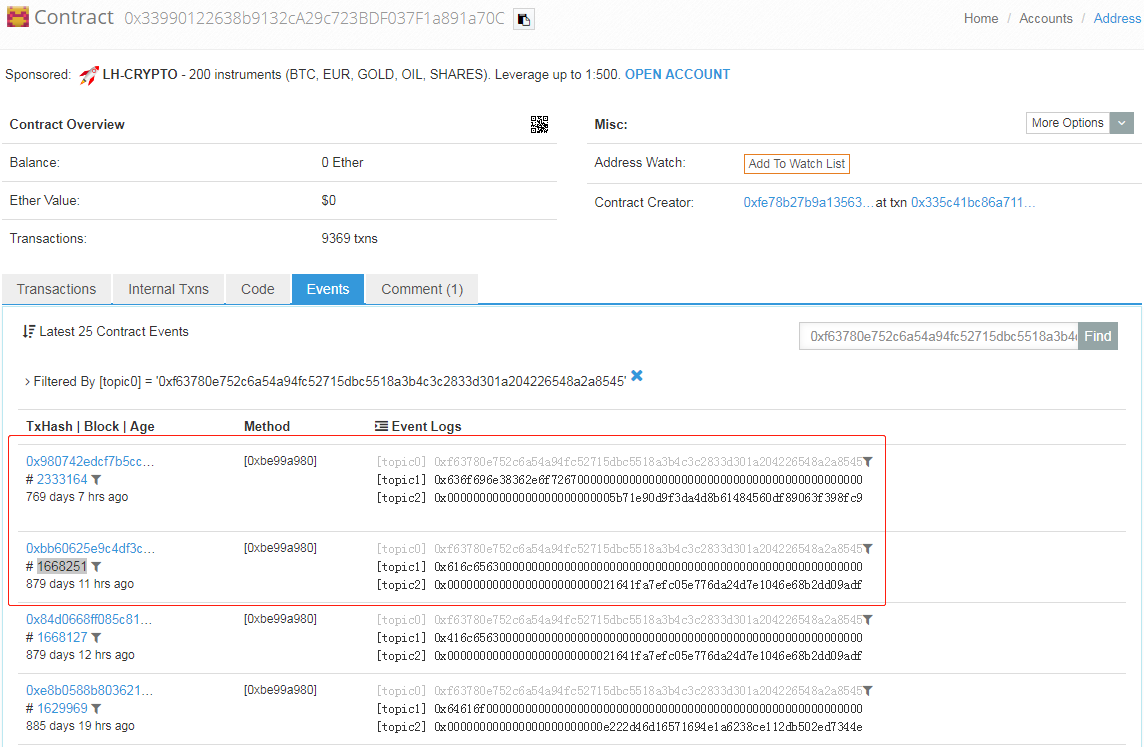 Contract 0x33990122638b9132cA29c723BDF037F1a891a70C
Home / Accounts / Address
Sponsored: LH-CRYPTO - 200 instruments (BTC, EUR, GOLD, OIL, SHARES). Leverage up to 1:500. OPEN ACCOUNT
Contract Overview
Misc:
More Options
Balance: 0 Ether
Address Watch: Add To Watch List
Ether Value: $0
Contract Creator: 0xfe78b27b9a13563... at txn 0x335c41bc86a711...
Transactions: 9369 txns
Transactions Internal Txns Code Events Comment (1)
Latest 25 Contract Events
0xf63780e752c6a54a94fc52715dbc5518a3b4 Find
> Filtered By [topic0] = '0xf63780e752c6a54a94fc52715dbc5518a3b4c3c2833d301a204226548a2a8545'
TxHash | Block | Age Method Event Logs
0x980742edcf7b5cc... [0xbe99a980] [topic0] 0xf63780e752c6a54a94fc52715dbc5518a3b4c3c2833d301a204226548a2a8545
# 2333164 [topic1] 0x636f696e38362e6f726700000000000000000000000000000000000000000000
769 days 7 hrs ago [topic2] 0x0000000000000000000000005b71e90d9f3da4d8b61484560df89063f398fc9
0xbb60625e9c4df3c... [0xbe99a980] [topic0] 0xf63780e752c6a54a94fc52715dbc5518a3b4c3c2833d301a204226548a2a8545
# 1668251 [topic1] 0x616c656300000000000000000000000000000000000000000000000000000000
879 days 11 hrs ago [topic2] 0x00000000000000000000000021641fa7efc05e776da24d7e1046e68b2dd09adf
0x84d0668ff085c81... [0xbe99a980] [topic0] 0xf63780e752c6a54a94fc52715dbc5518a3b4c3c2833d301a204226548a2a8545
# 1668127 [topic1] 0x416c656300000000000000000000000000000000000000000000000000000000
879 days 12 hrs ago [topic2] 0x00000000000000000000000021641fa7efc05e776da24d7e1046e68b2dd09adf
0xe8b0588b803621... [0xbe99a980] [topic0] 0xf63780e752c6a54a94fc52715dbc5518a3b4c3c2833d301a204226548a2a8545
# 1629969 [topic1] 0x64616f0000000000000000000000000000000000000000000000000000000000
885 days 19 hrs ago [topic2] 0x000000000000000000000000e222d46d16571694e1a6238ce112db502ed7344e